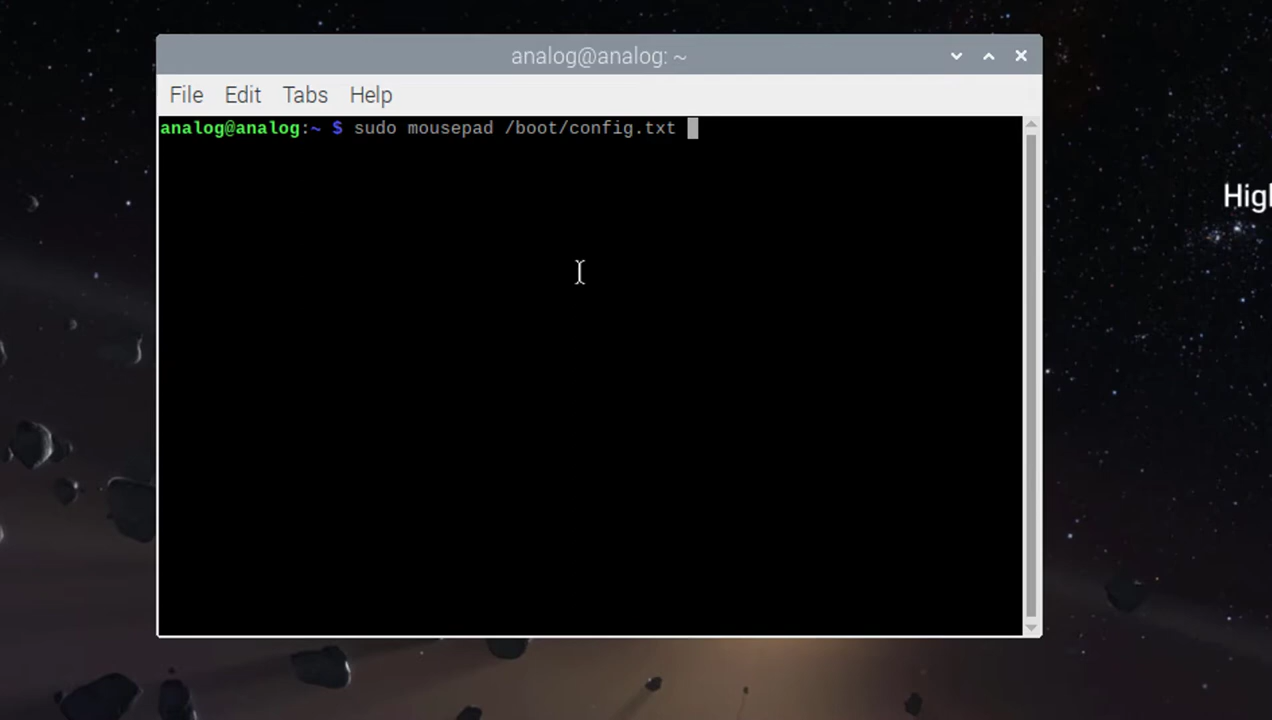 analog@analog: ~
File Edit Tabs Help
analog@analog:~ $ sudo mousepad /boot/config.txt